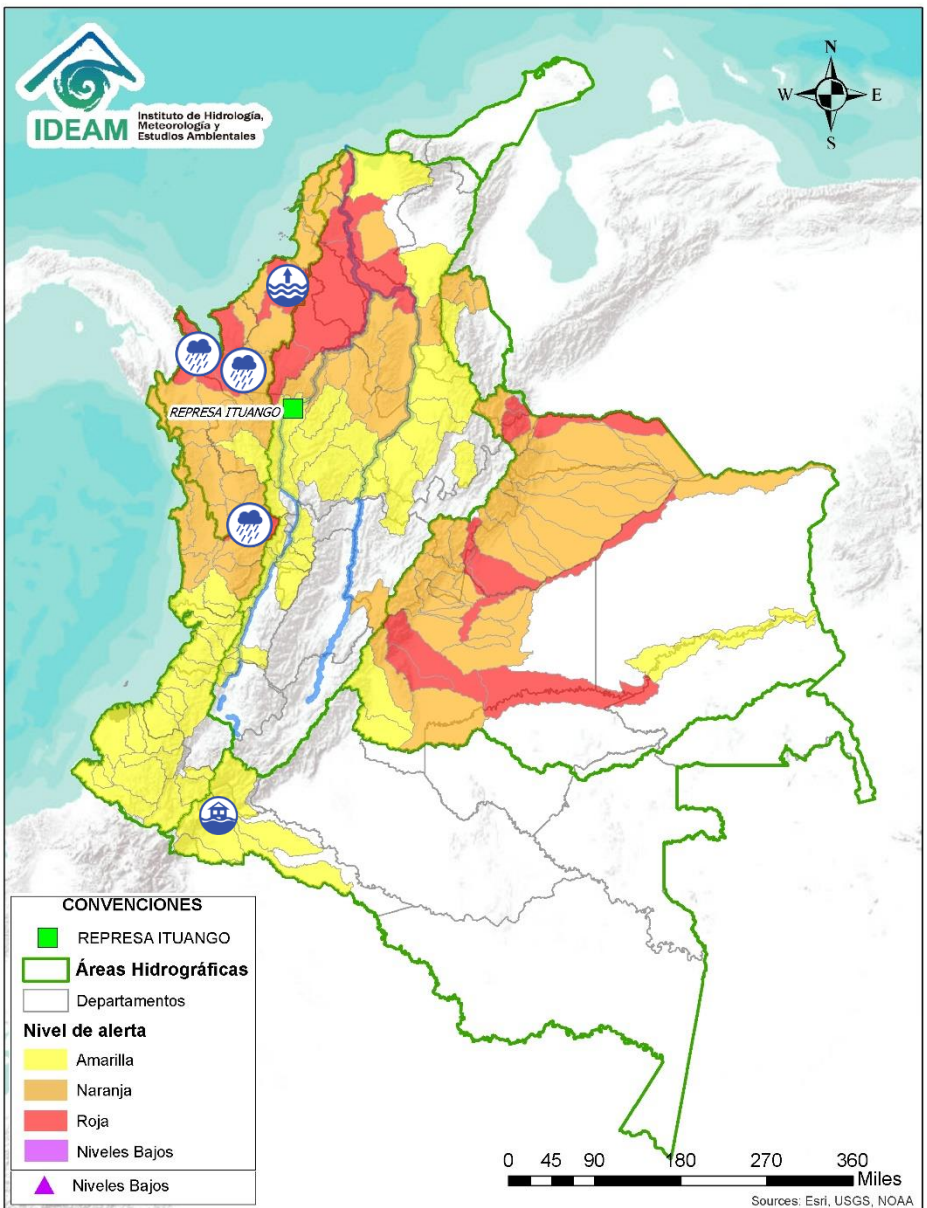 IDEAM
Instituto de Hidrología,
Meteorología y
Estudios Ambientales
N
W
E
S
REPRESA ITUANGO
CONVENCIONES
REPRESA ITUANGO
Áreas Hidrográficas
Departamentos
Nivel de alerta
Amarilla
Naranja
Roja
Niveles Bajos
Niveles Bajos
0 45 90 180 270 360
Miles
Sources: Esri, USGS, NOAA